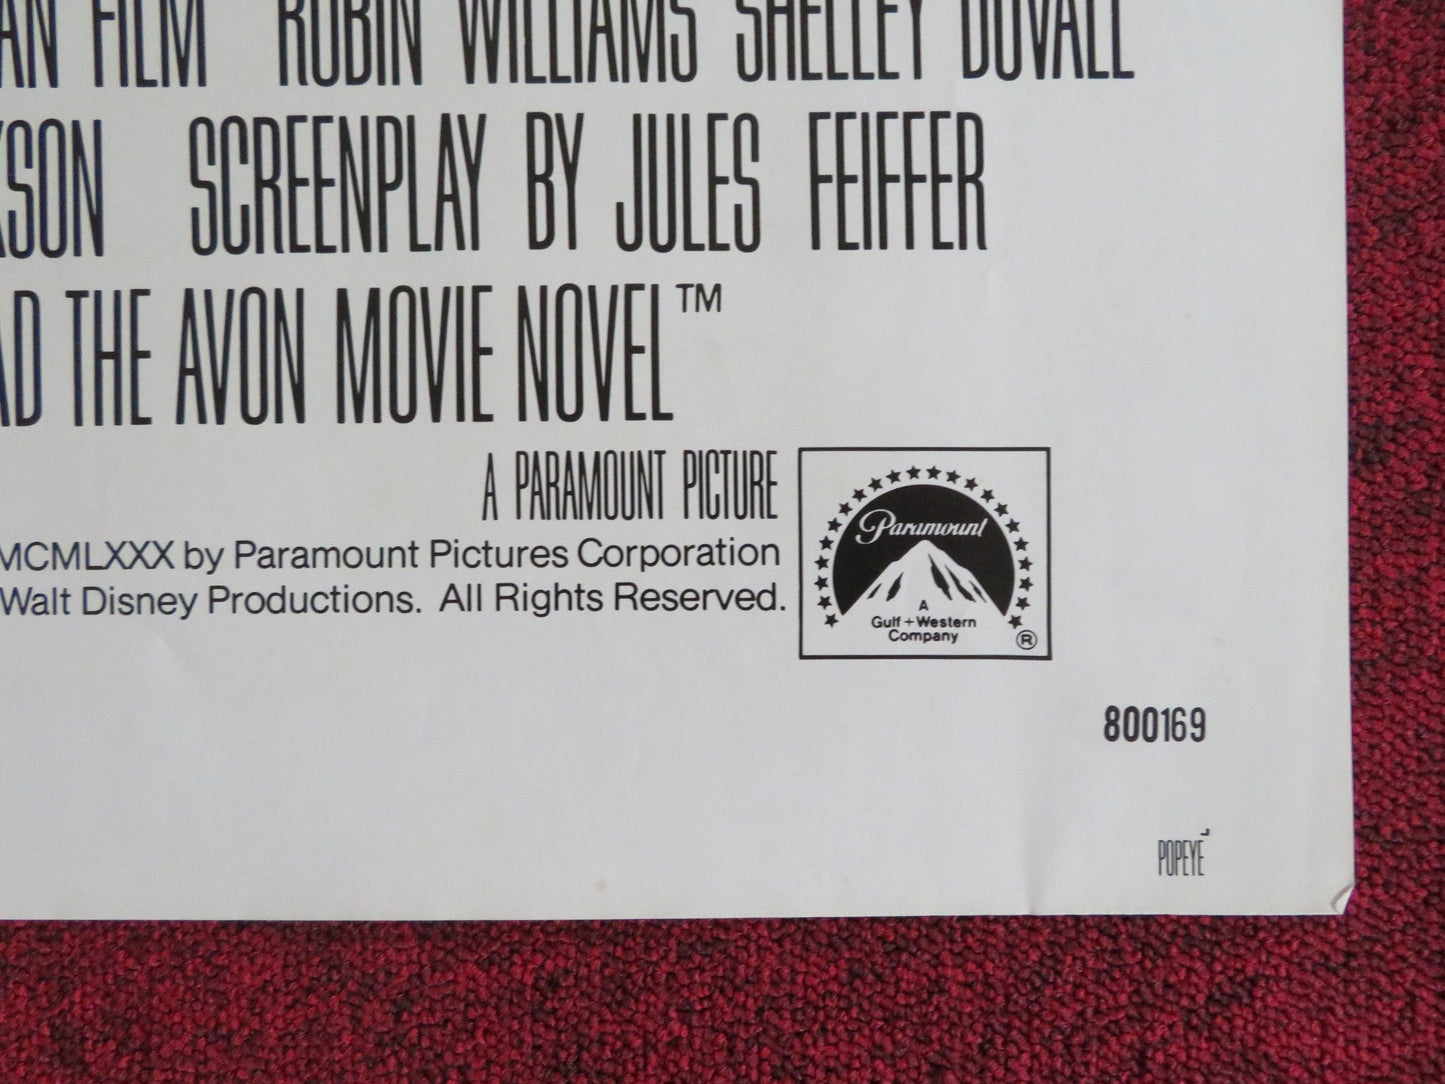 AN FILM ROBIN WILLIAMS SHELLEY DUVALL
SON SCREENPLAY BY JULES FEIFFER
AD THE AVON MOVIE NOVEL™
A PARAMOUNT PICTURE
MCMLXXX by Paramount Pictures Corporation
Walt Disney Productions. All Rights Reserved.
Paramount
A
Gulf+Western
Company
®
800169
POPEYE